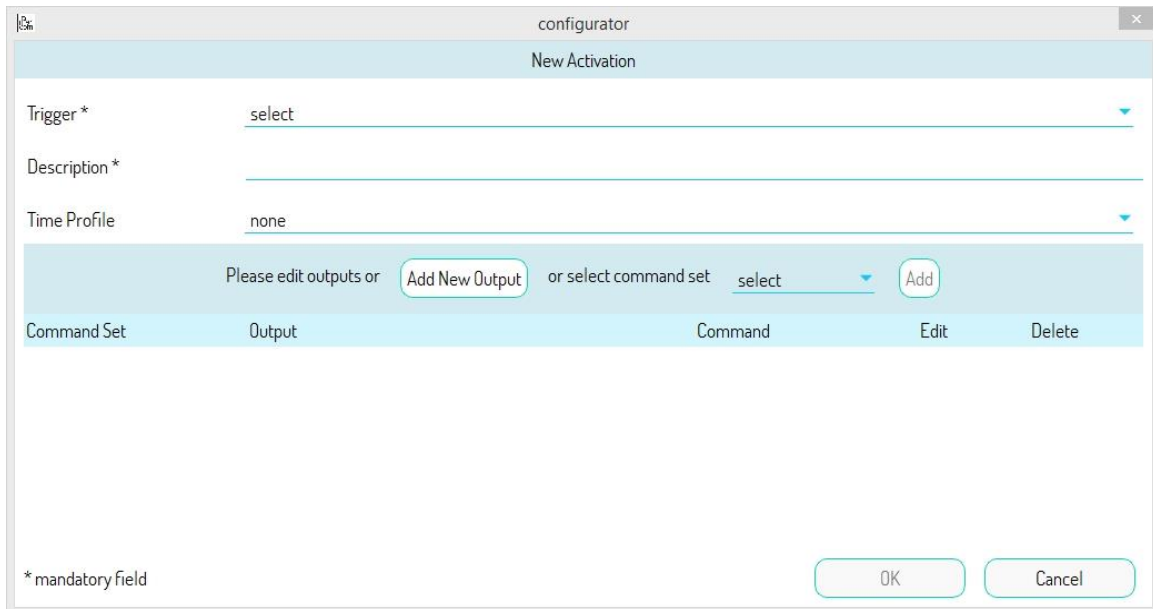 configurator
New Activation
Trigger *
select
Description *
Time Profile
none
Please edit outputs or
Add New Output
or select command set
select
Add
Command Set
Output
Command
Edit
Delete
* mandatory field
OK
Cancel